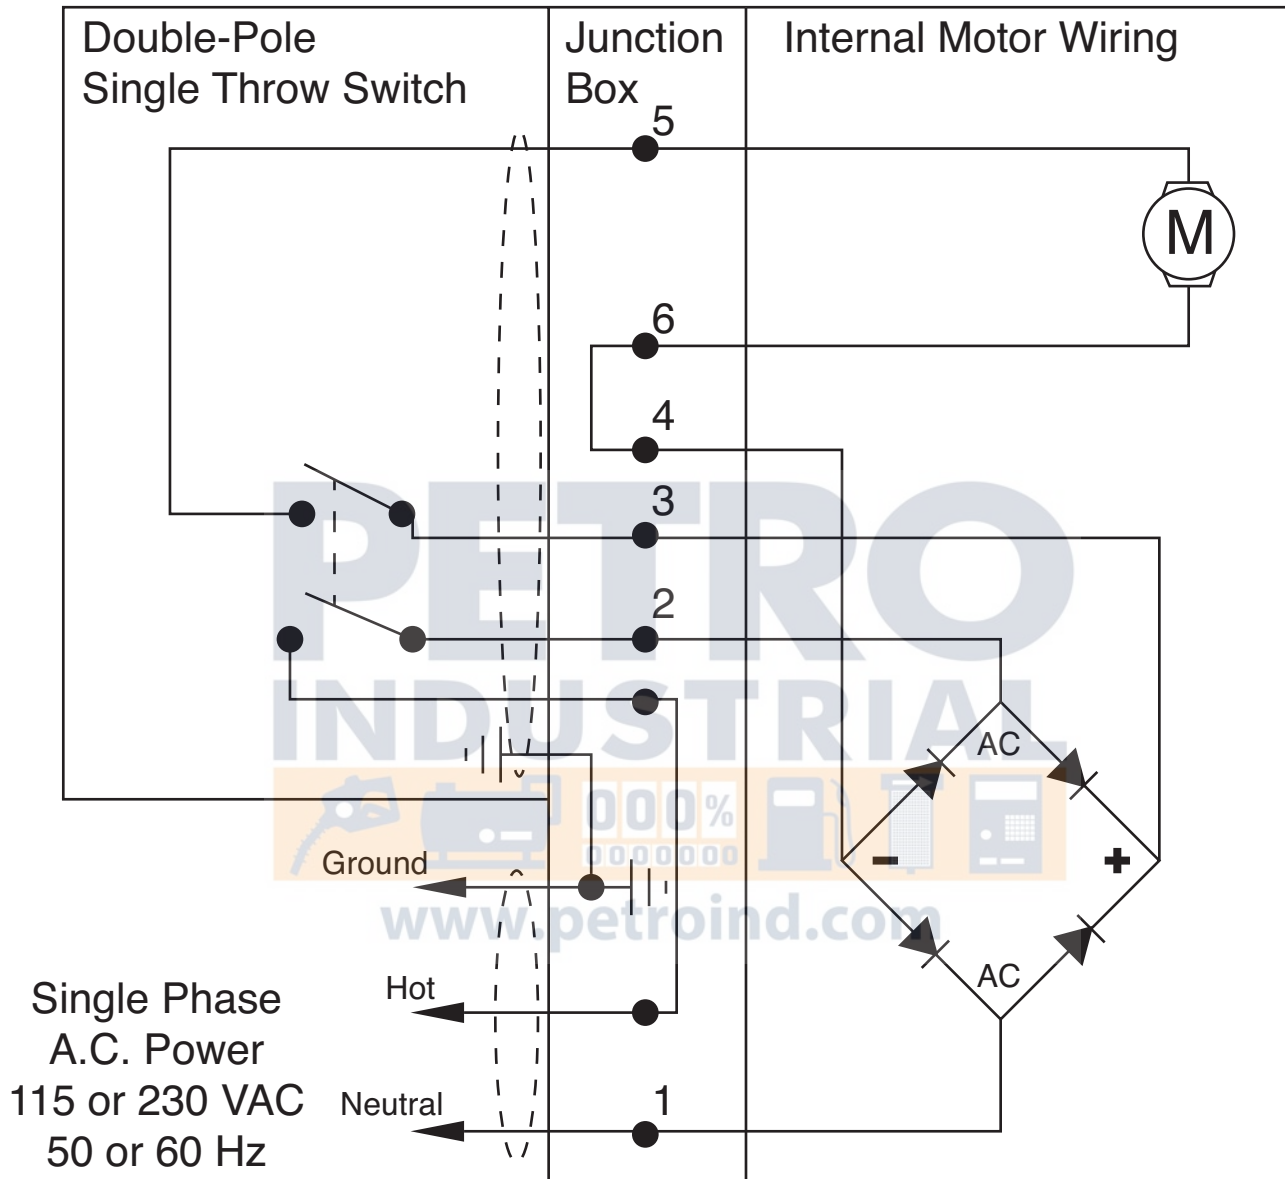 Double-Pole
Single Throw Switch
Junction
Box
Internal Motor Wiring
5
M
6
4
3
2
PETRO
INDUSTRIAL
AC
000%
0000000
Ground
− +
www.petroind.com
AC
Hot
Single Phase
A.C. Power
115 or 230 VAC
50 or 60 Hz
Neutral
1